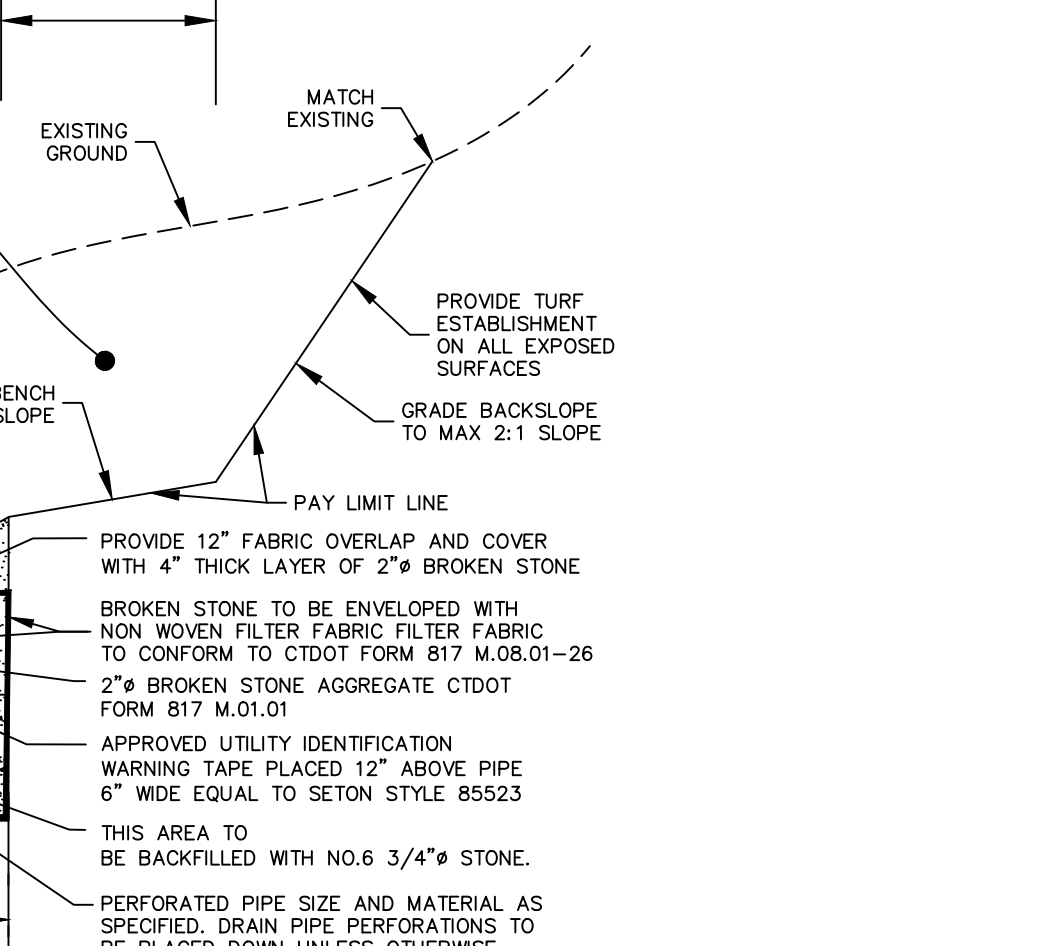 MATCH
EXISTING
EXISTING
GROUND
PROVIDE TURF
ESTABLISHMENT
ON ALL EXPOSED
SURFACES
BENCH
SLOPE
GRADE BACKSLOPE
TO MAX 2:1 SLOPE
PAY LIMIT LINE
PROVIDE 12" FABRIC OVERLAP AND COVER
WITH 4" THICK LAYER OF 2"ø BROKEN STONE
BROKEN STONE TO BE ENVELOPED WITH
NON WOVEN FILTER FABRIC FILTER FABRIC
TO CONFORM TO CTDOT FORM 817 M.08.01-26
2"ø BROKEN STONE AGGREGATE CTDOT
FORM 817 M.01.01
APPROVED UTILITY IDENTIFICATION
WARNING TAPE PLACED 12" ABOVE PIPE
6" WIDE EQUAL TO SETON STYLE 85523
THIS AREA TO
BE BACKFILLED WITH NO.6 3/4"ø STONE.
PERFORATED PIPE SIZE AND MATERIAL AS
SPECIFIED. DRAIN PIPE PERFORATIONS TO
BE PLACED DOWN UNLESS OTHERWISE